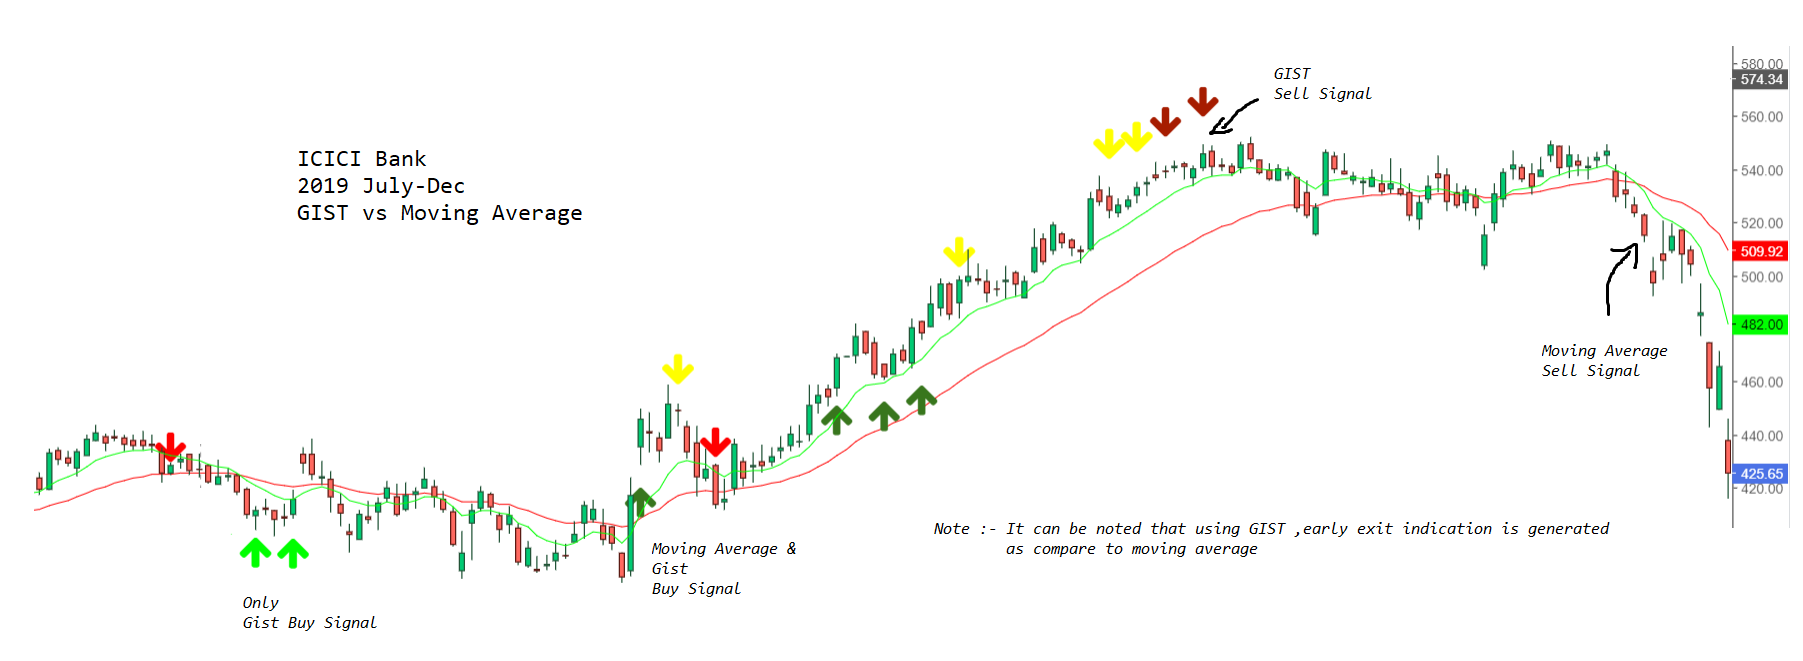 ICICI Bank
2019 July-Dec
GIST vs Moving Average
GIST
Sell Signal
580.00
574.34
560.00
540.00
520.00
509.92
500.00
482.00
460.00
440.00
425.65
420.00
Moving Average
Sell Signal
Note :- It can be noted that using GIST ,early exit indication is generated
as compare to moving average
Moving Average &
Gist
Buy Signal
Only
Gist Buy Signal